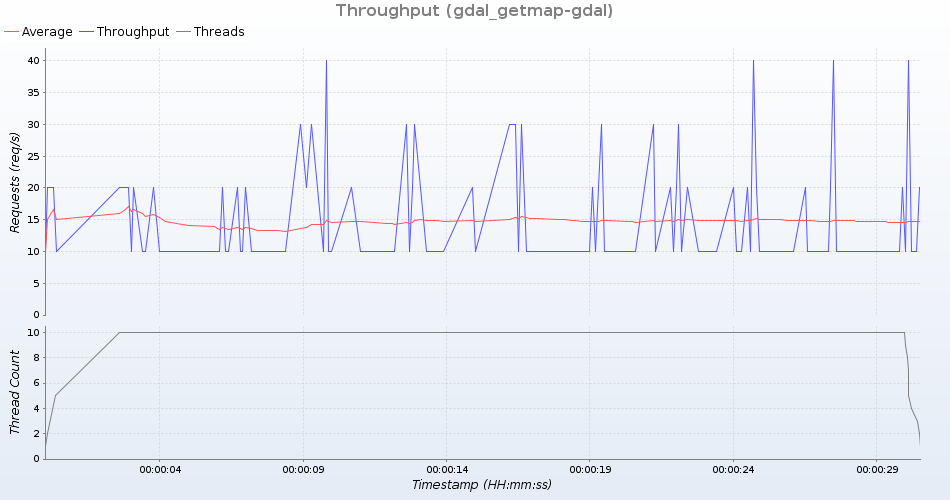 Throughput (gdal_getmap-gdal)
Average Throughput Threads
Requests (req/s)
40
35
30
25
20
15
10
5
0
Thread Count
10
8
6
4
2
0
00:00:04 00:00:09 00:00:14 00:00:19 00:00:24 00:00:29
Timestamp (HH:mm:ss)